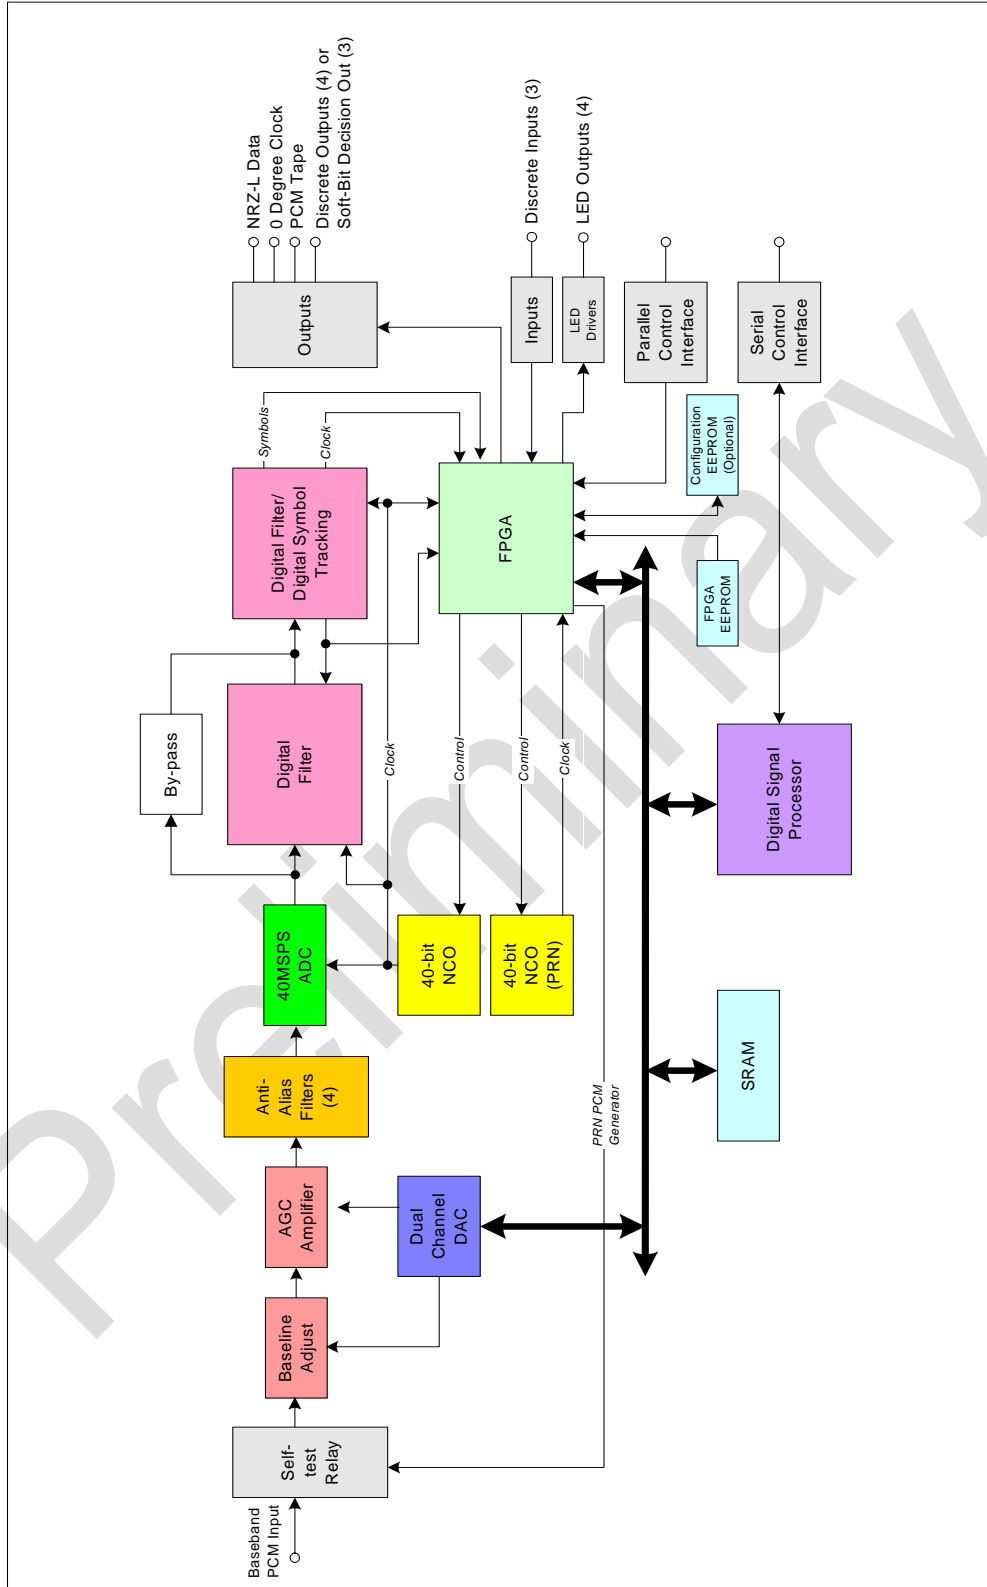 Preliminary
Baseband
PCM Input
Self-
test
Relay
Baseline
Adjust
AGC
Amplifier
Anti-
Alias
Filters
(4)
40MSPS
ADC
By-pass
Digital
Filter
Digital Filter/
Digital Symbol
Tracking
Symbols
Clock
Outputs
NRZ-L Data
0 Degree Clock
PCM Tape
Discrete Outputs (4) or
Soft-Bit Decision Out (3)
Dual
Channel
DAC
40-bit
NCO
40-bit
NCO
(PRN)
Clock
Control
Control
Clock
FPGA
Inputs
Discrete Inputs (3)
LED
Drivers
LED Outputs (4)
Parallel
Control
Interface
Serial
Control
Interface
Configuration
EEPROM
(Optional)
FPGA
EEPROM
PRN PCM
Generator
SRAM
Digital Signal
Processor